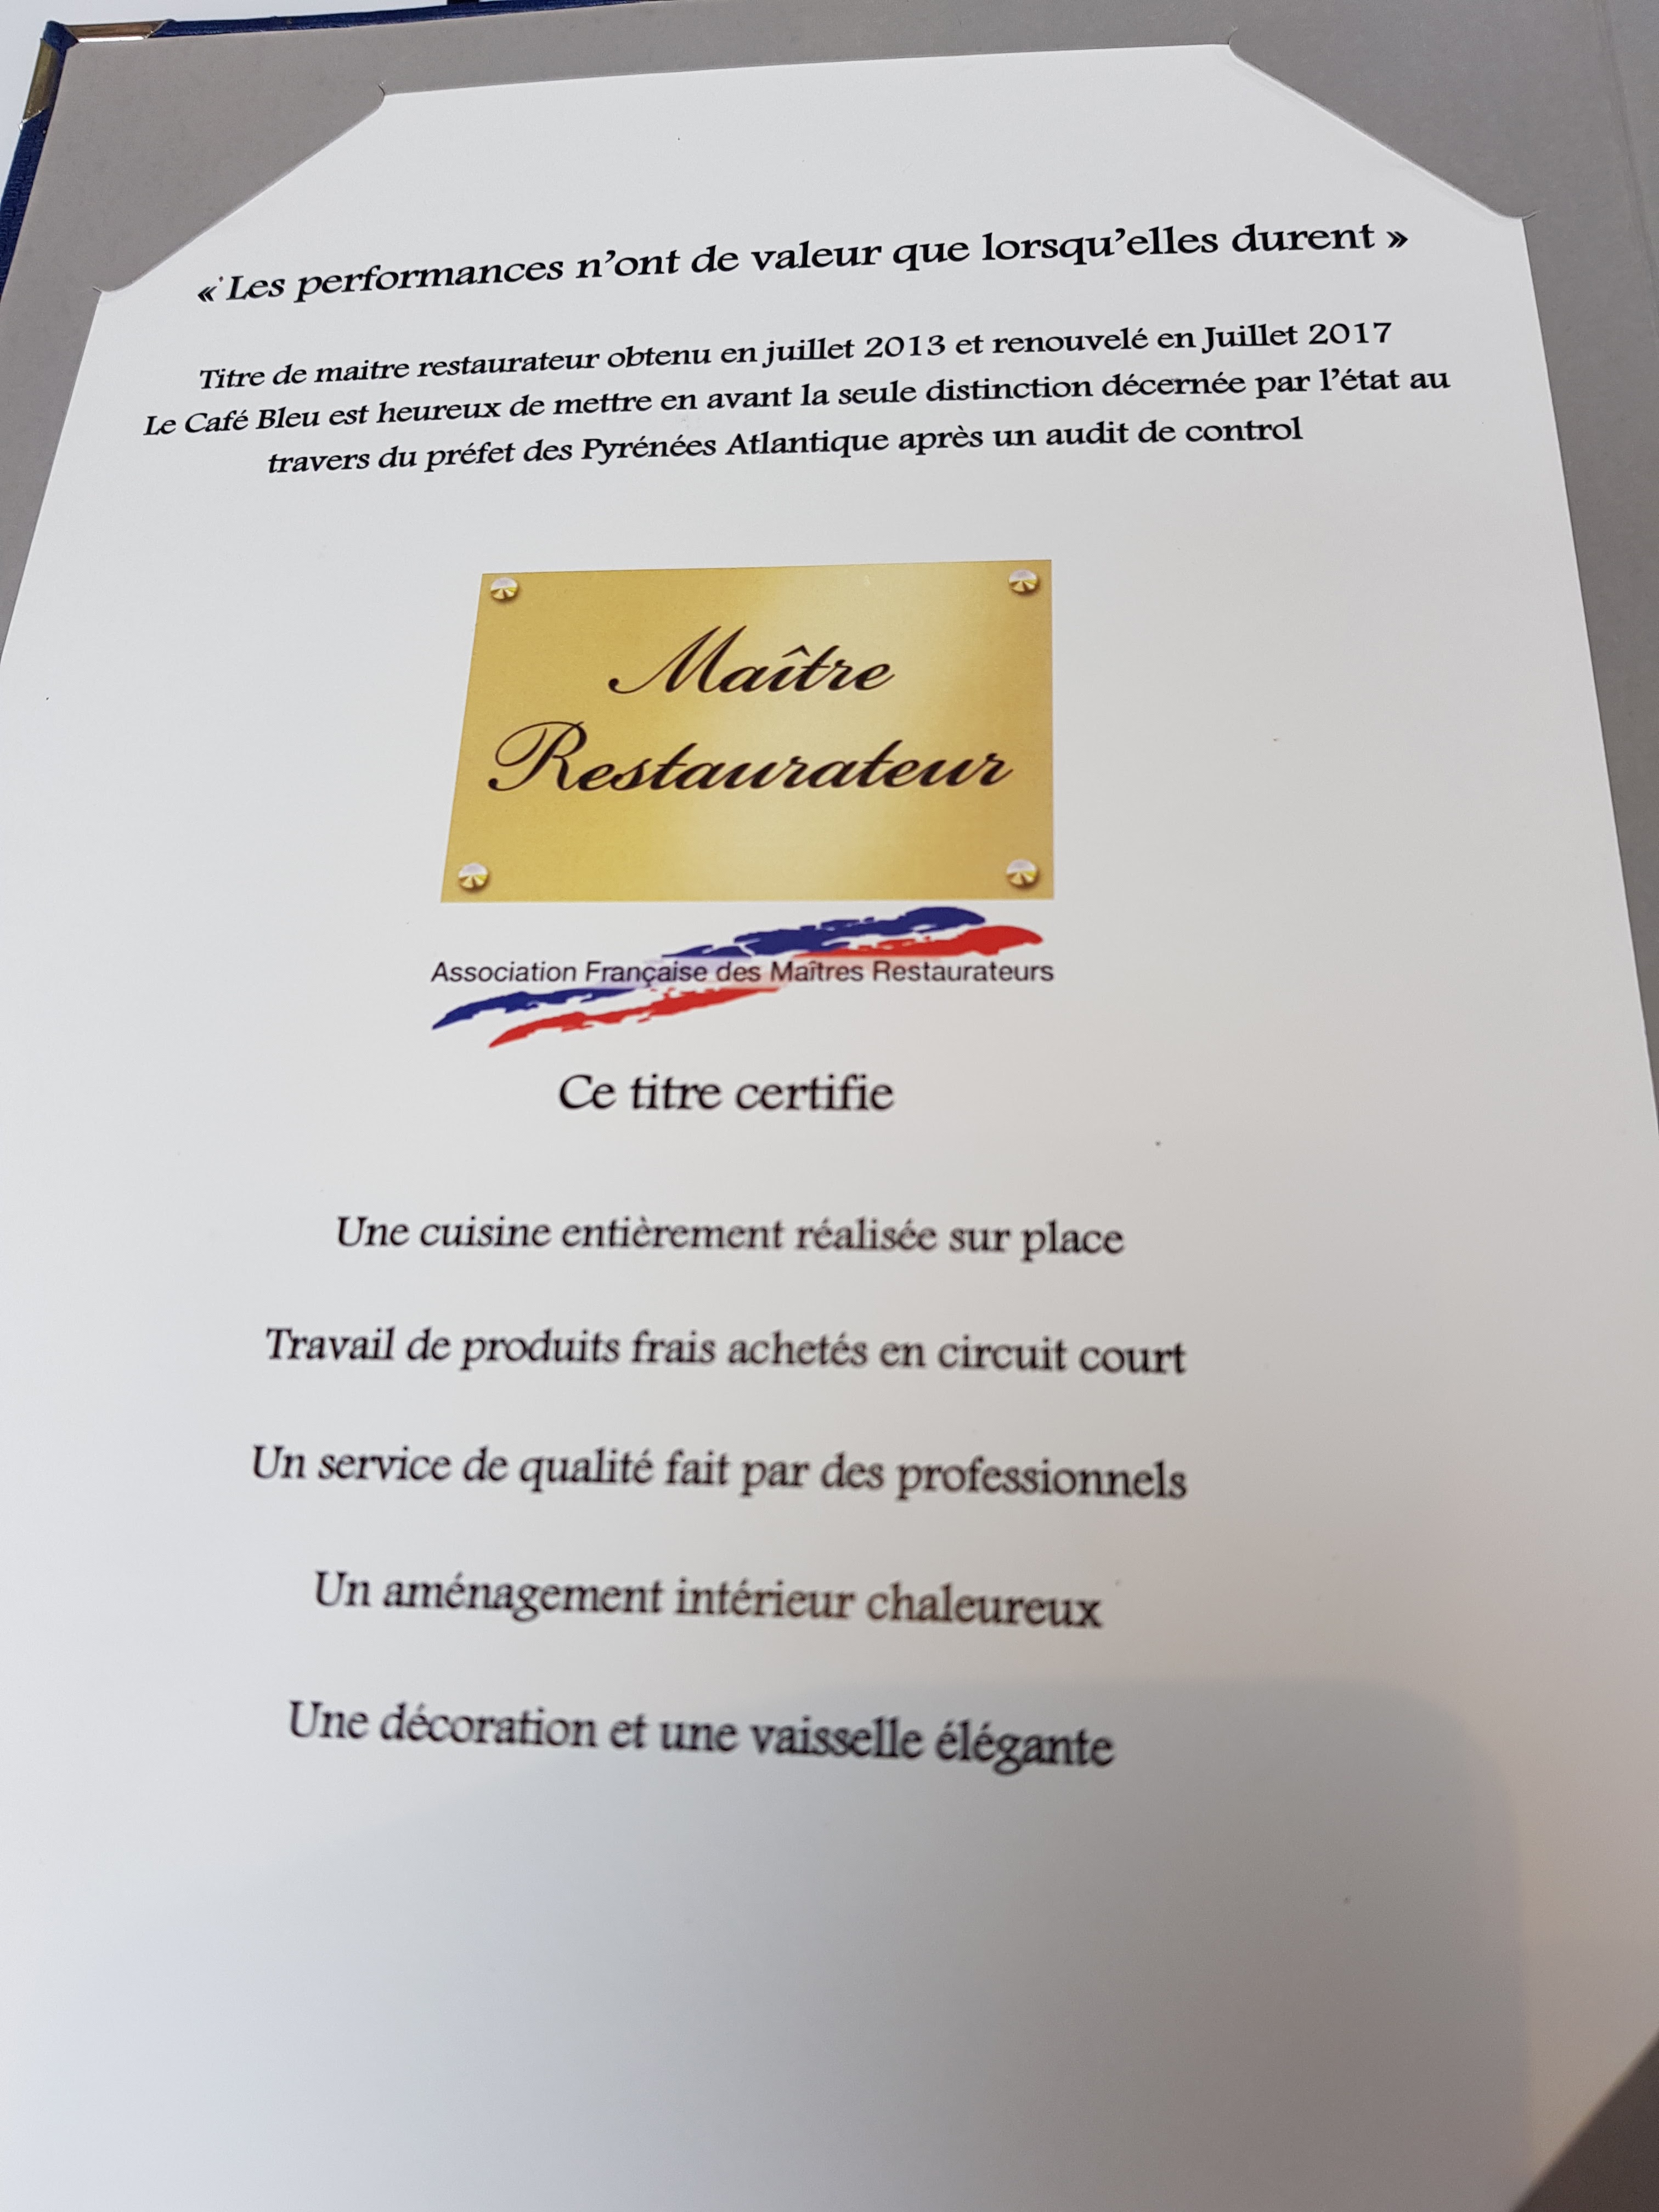 « Les performances n’ont de valeur que lorsqu’elles durent »
Titre de maitre restaurateur obtenu en juillet 2013 et renouvelé en Juillet 2017
Le Café Bleu est heureux de mettre en avant la seule distinction décernée par l’état au
travers du préfet des Pyrénées Atlantique après un audit de control
Maître
Restaurateur
Association Française des Maîtres Restaurateurs
Ce titre certifie
Une cuisine entièrement réalisée sur place
Travail de produits frais achetés en circuit court
Un service de qualité fait par des professionnels
Un aménagement intérieur chaleureux
Une décoration et une vaisselle élégante